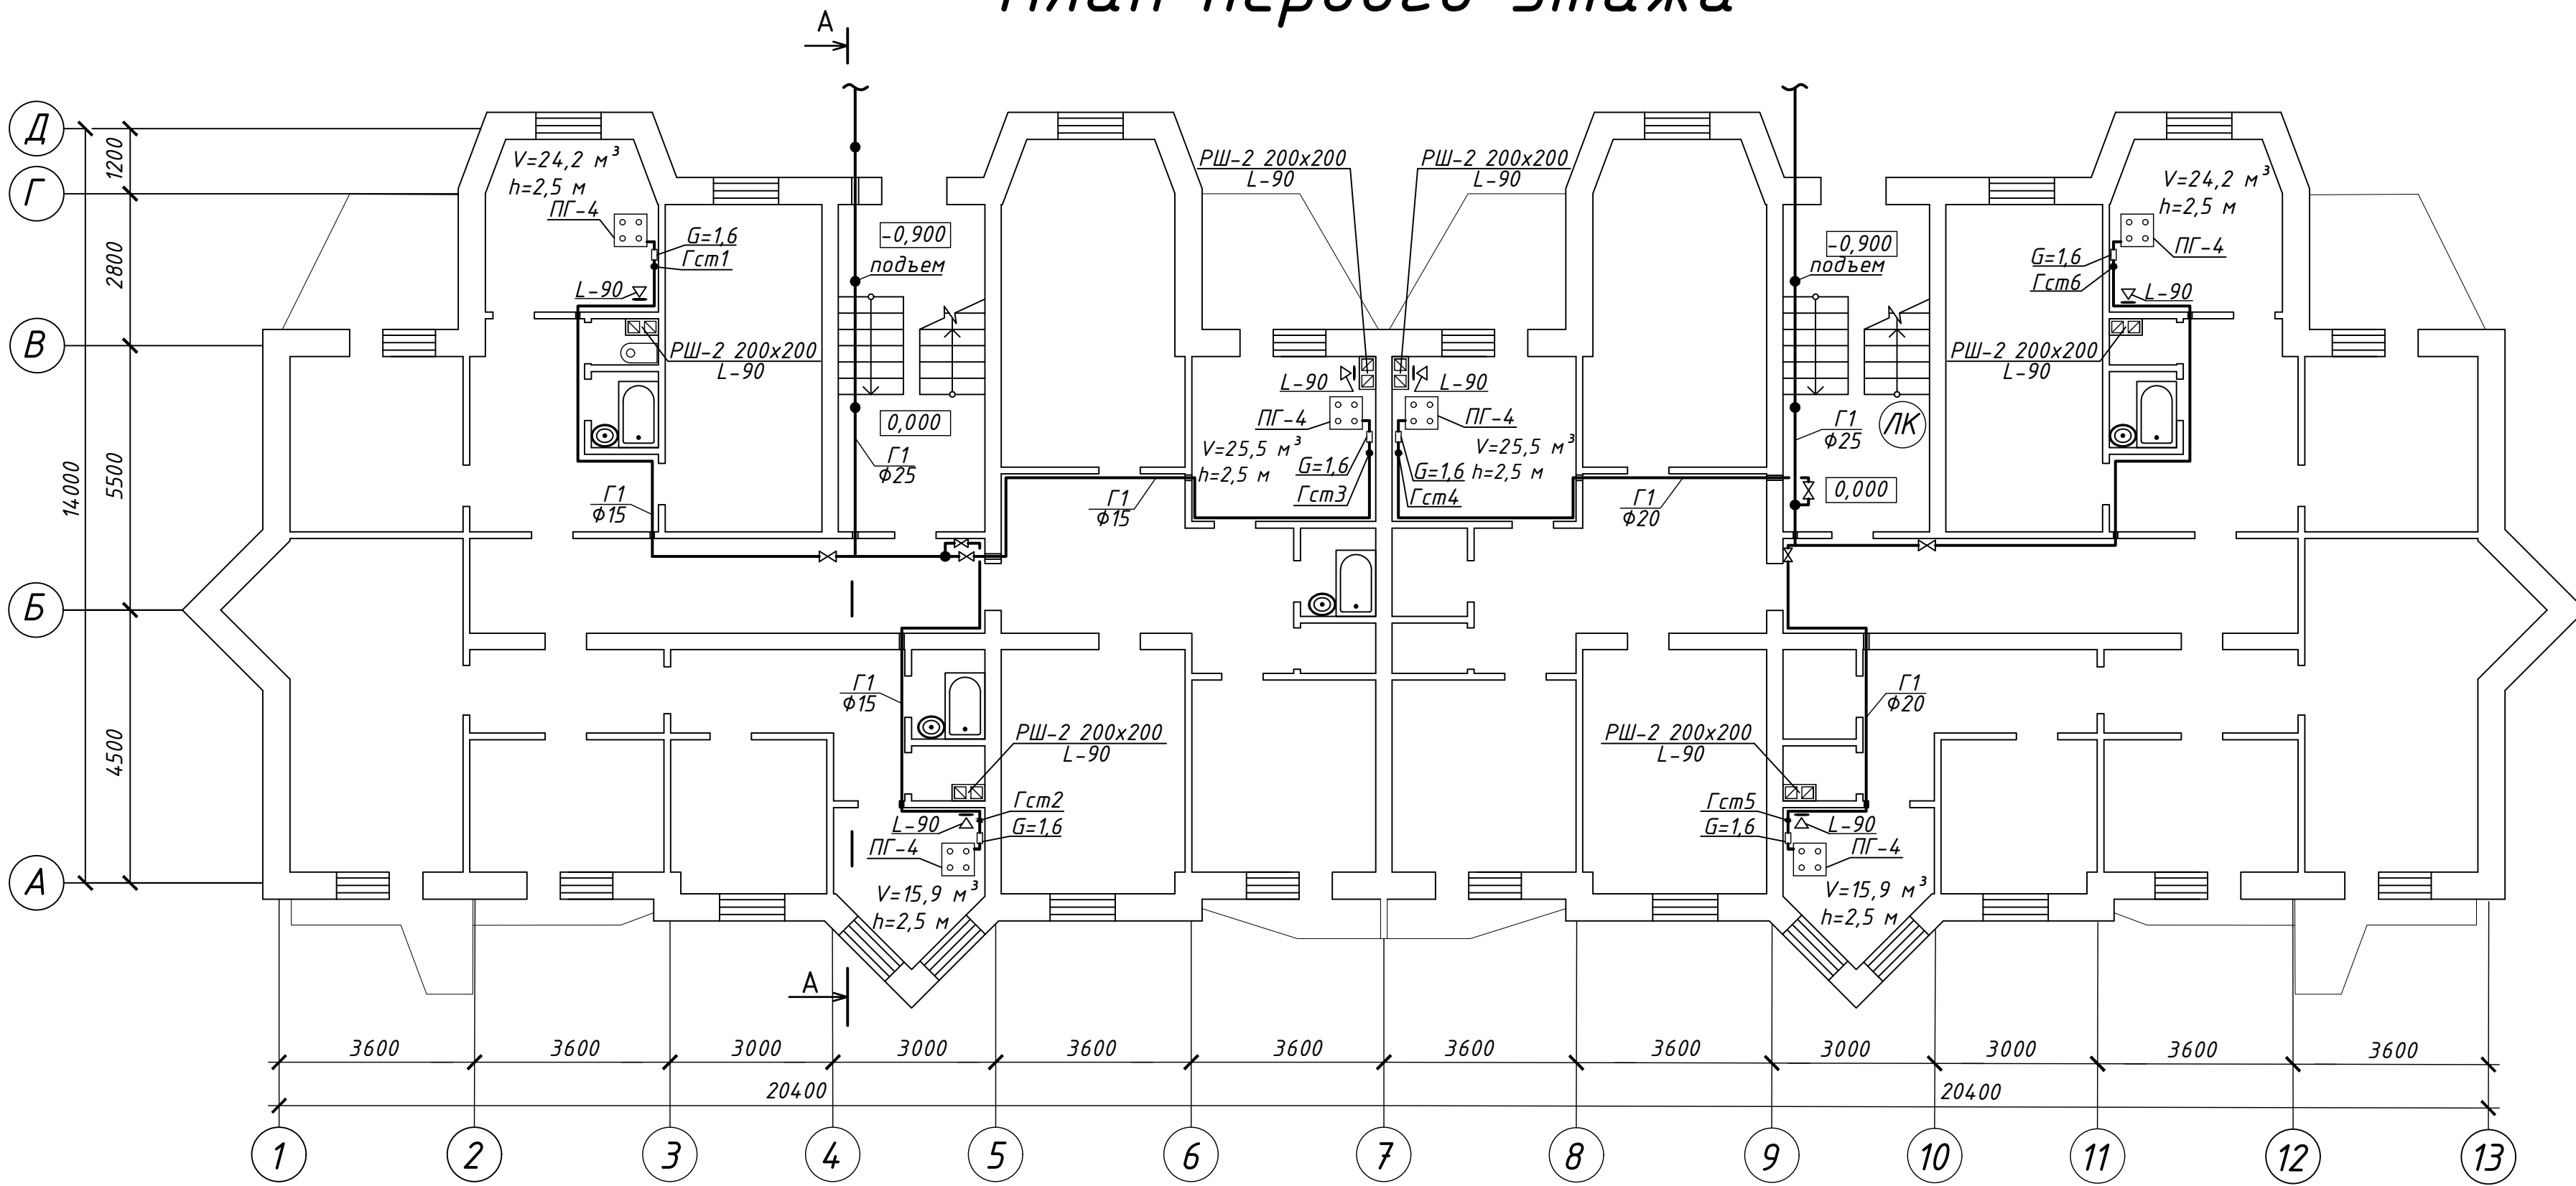 План первого этажа
А
Д
Г
В
Б
А
1200
2800
5500
4500
14000
V=24,2 м³
h=2,5 м
ПГ-4
G=1,6
Гст1
L-90
РШ-2 200х200
L-90
-0,900
подъем
0,000
Г1
Ф25
Г1
Ф15
РШ-2 200х200
L-90
РШ-2 200х200
L-90
L-90
L-90
ПГ-4
ПГ-4
V=25,5 м³
h=2,5 м
V=25,5 м³
h=2,5 м
G=1,6
Гст3
G=1,6
Гст4
Г1
Ф15
Г1
Ф20
-0,900
подъем
Г1
Ф25
ЛК
0,000
V=24,2 м³
h=2,5 м
ПГ-4
G=1,6
Гст6
L-90
РШ-2 200х200
L-90
Г1
Ф15
РШ-2 200х200
L-90
Гст2
G=1,6
L-90
ПГ-4
V=15,9 м³
h=2,5 м
Г1
Ф20
РШ-2 200х200
L-90
Гст5
G=1,6
L-90
ПГ-4
V=15,9 м³
h=2,5 м
А
3600 3600 3000 3000 3600 3600 3600 3600 3000 3000 3600 3600
20400 20400
1 2 3 4 5 6 7 8 9 10 11 12 13